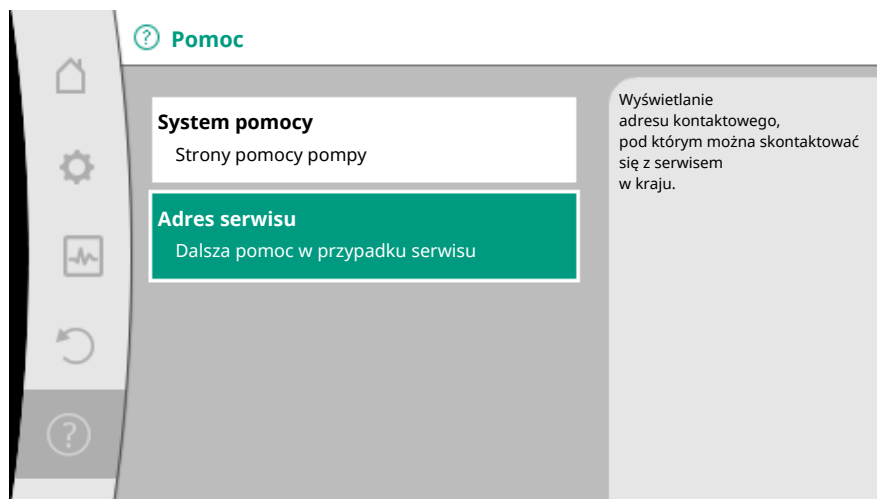 Pomoc
System pomocy
Strony pomocy pompy
Adres serwisu
Dalsza pomoc w przypadku serwisu
Wyświetlanie
adresu kontaktowego,
pod którym można skontaktować
się z serwisem
w kraju.